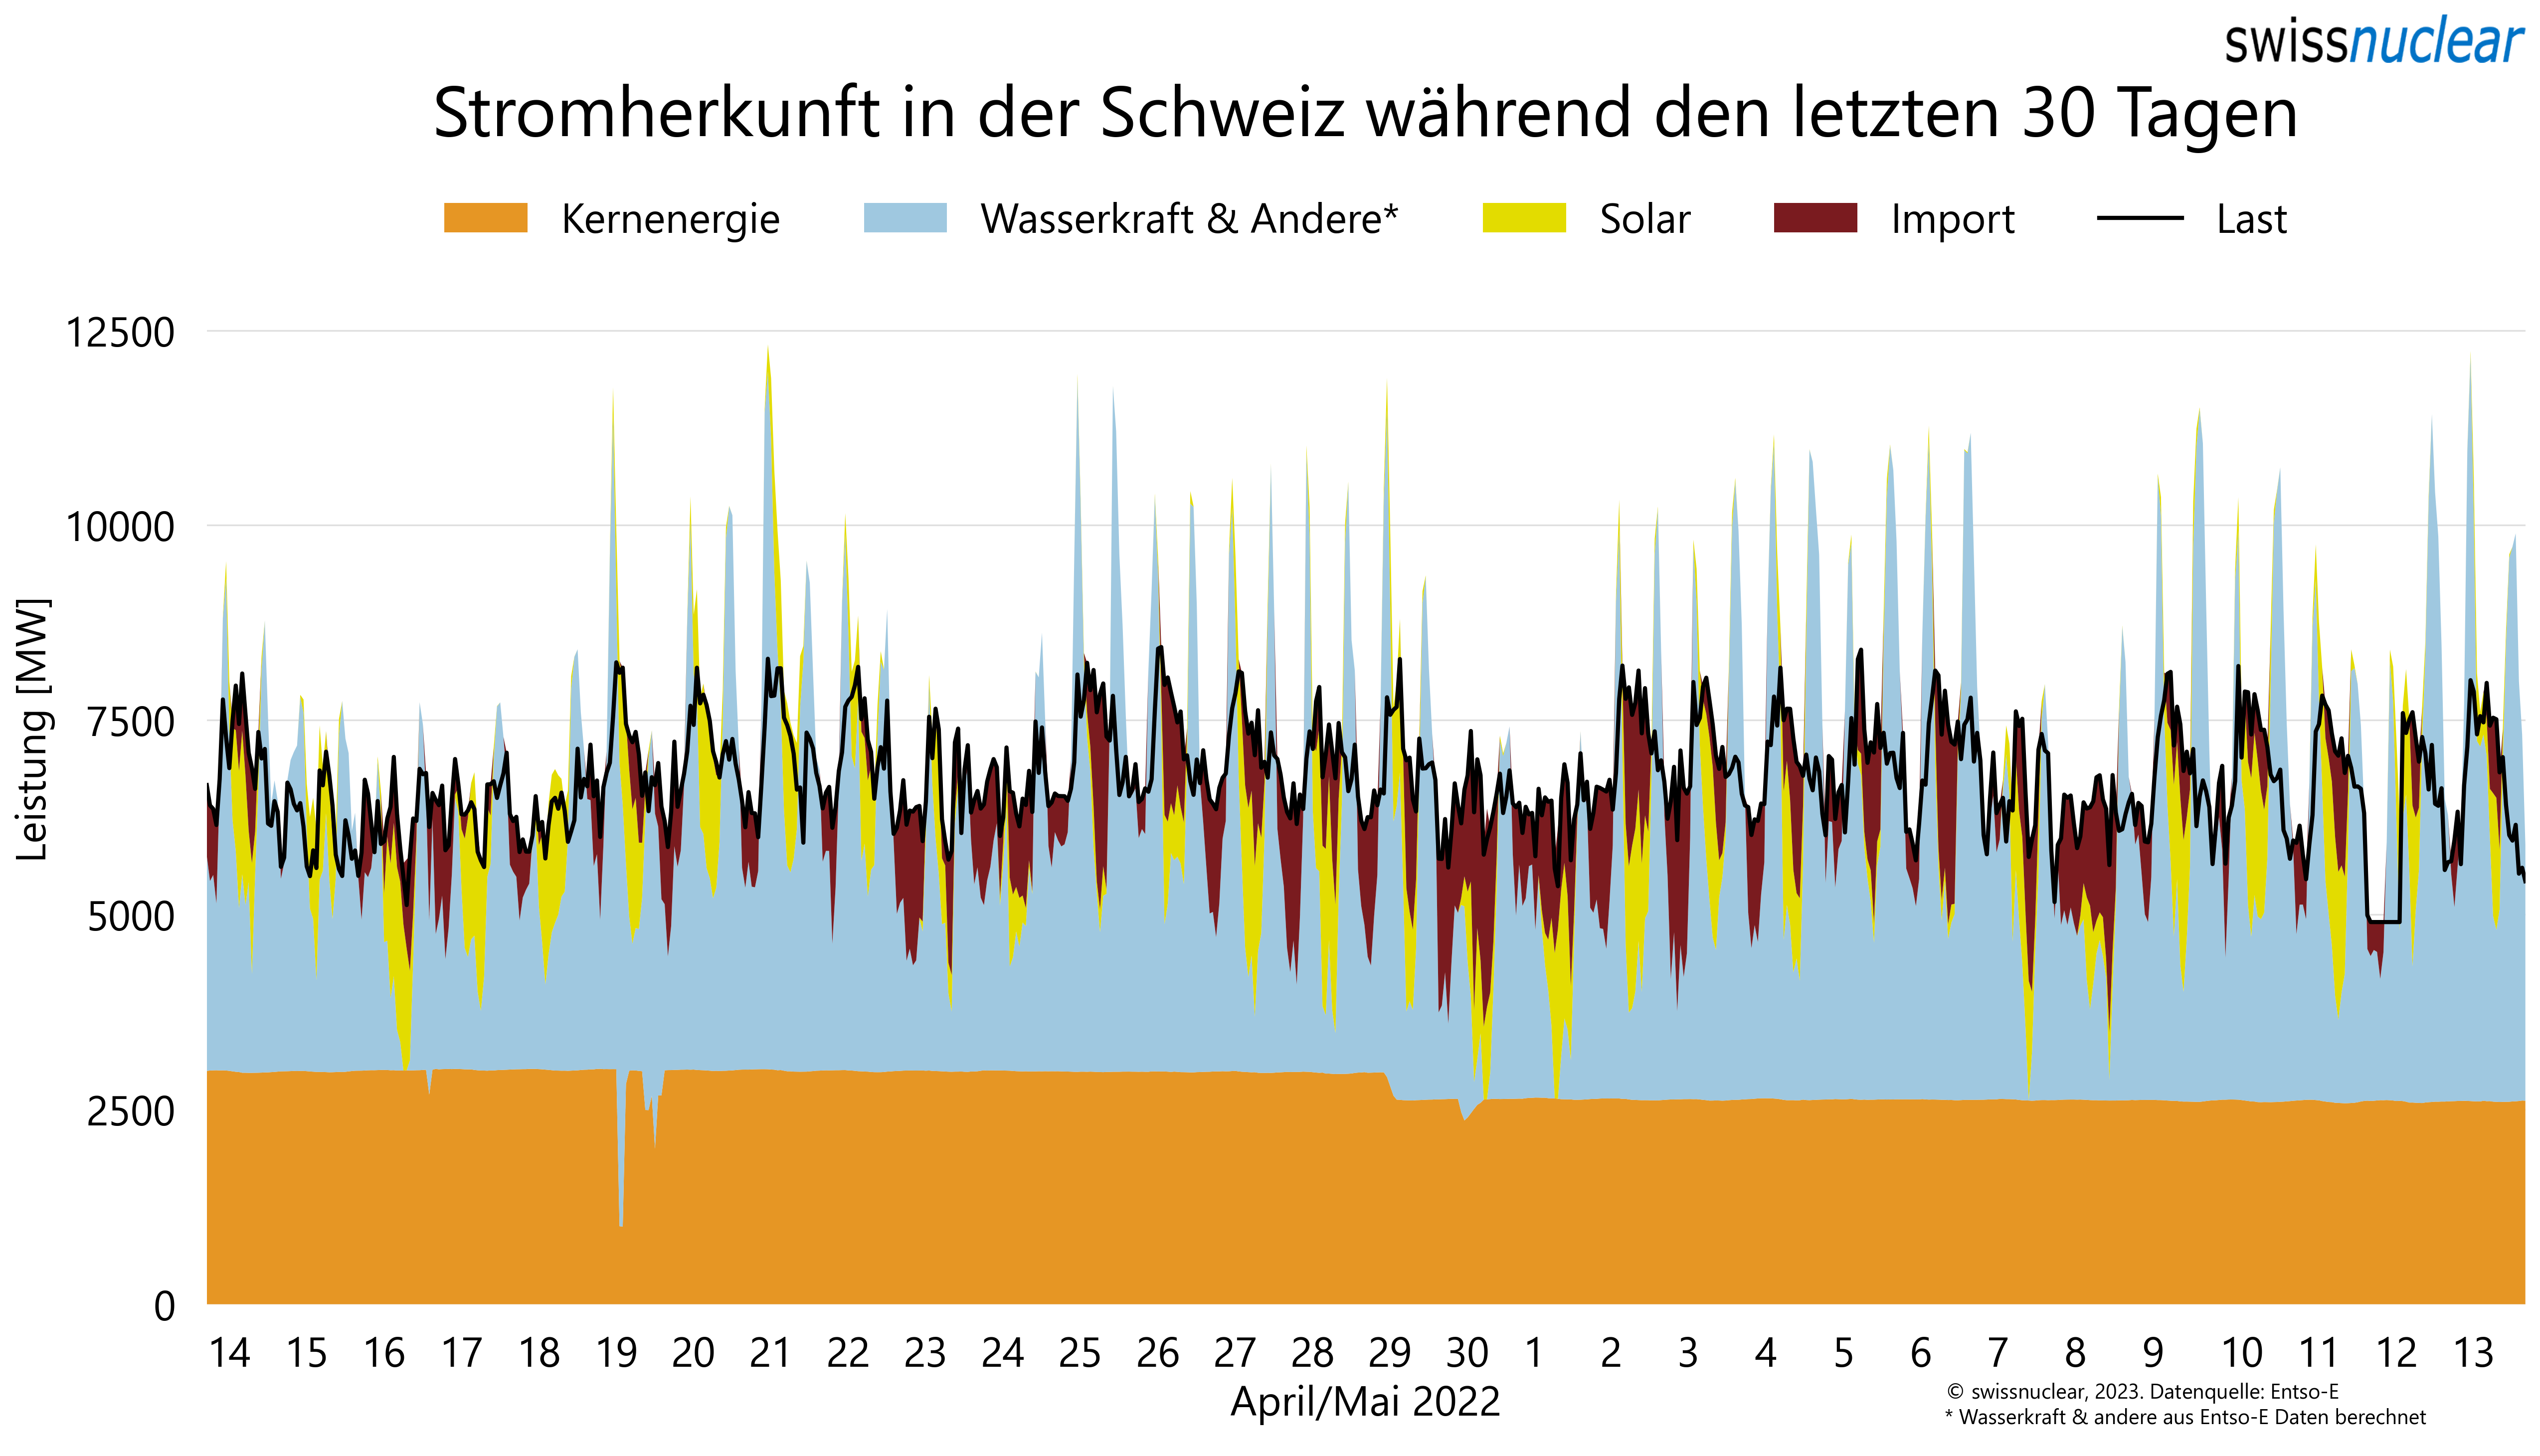 swissnuclear
Stromherkunft in der Schweiz während den letzten 30 Tagen
Kernenergie Wasserkraft & Andere* Solar Import Last
Leistung [MW]
12500
10000
7500
5000
2500
0
14 15 16 17 18 19 20 21 22 23 24 25 26 27 28 29 30 1 2 3 4 5 6 7 8 9 10 11 12 13
April/Mai 2022
© swissnuclear, 2023. Datenquelle: Entso-E
* Wasserkraft & andere aus Entso-E Daten berechnet